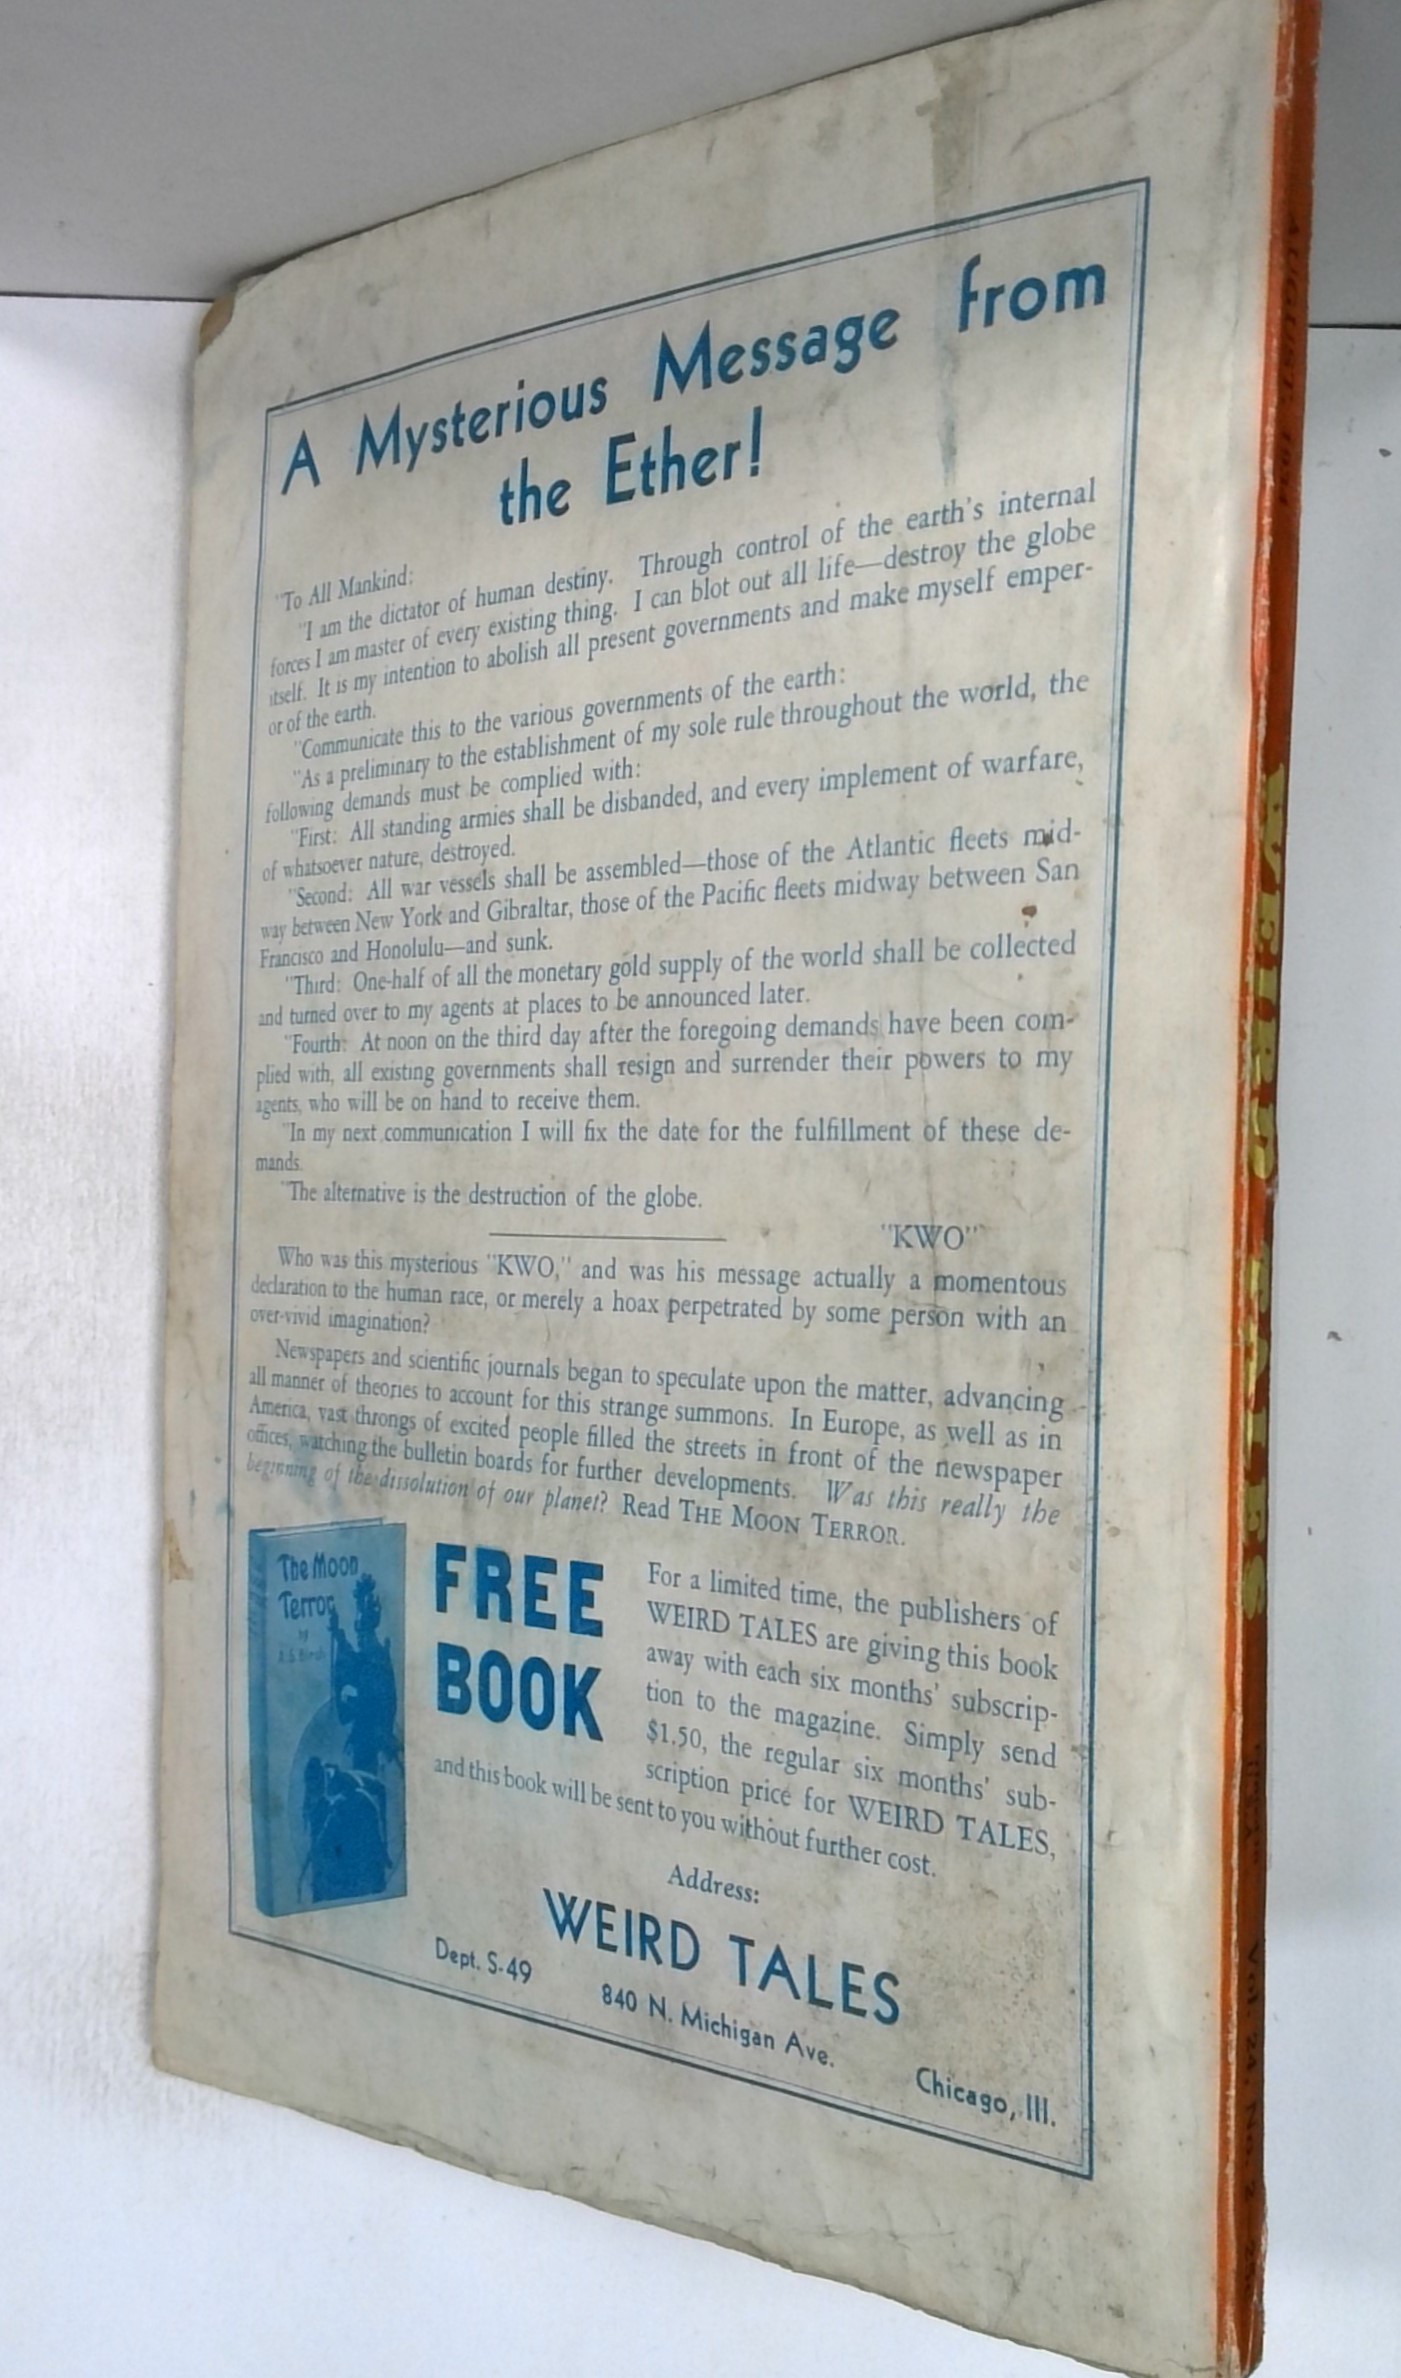 A Mysterious Message from
the Ether!
"To All Mankind:
"I am the dictator of human destiny. Through control of the earth's internal
forces I am master of every existing thing. I can blot out all life—destroy the globe
itself. It is my intention to abolish all present governments and make myself emper-
or of the earth.
"Communicate this to the various governments of the earth:
"As a preliminary to the establishment of my sole rule throughout the world, the
following demands must be complied with:
"First: All standing armies shall be disbanded, and every implement of warfare,
of whatsoever nature, destroyed.
"Second: All war vessels shall be assembled—those of the Atlantic fleets mid-
way between New York and Gibraltar, those of the Pacific fleets midway between San
Francisco and Honolulu—and sunk.
"Third: One-half of all the monetary gold supply of the world shall be collected
and turned over to my agents at places to be announced later.
"Fourth: At noon on the third day after the foregoing demands have been com-
plied with, all existing governments shall resign and surrender their powers to my
agents, who will be on hand to receive them.
"In my next communication I will fix the date for the fulfillment of these de-
mands.
"The alternative is the destruction of the globe.
"KWO"
Who was this mysterious "KWO," and was his message actually a momentous
declaration to the human race, or merely a hoax perpetrated by some person with an
over-vivid imagination?
Newspapers and scientific journals began to speculate upon the matter, advancing
all manner of theories to account for this strange summons. In Europe, as well as in
America, vast throngs of excited people filled the streets in front of the newspaper
offices, watching the bulletin boards for further developments. Was this really the
beginning of the dissolution of our planet? Read THE MOON TERROR.
The Moon
Terror
by
A. G. Birch
FREE
BOOK
For a limited time, the publishers of
WEIRD TALES are giving this book
away with each six months' subscrip-
tion to the magazine. Simply send
$1.50, the regular six months' sub-
scription price for WEIRD TALES,
and this book will be sent to you without further cost.
Address:
WEIRD TALES
Dept. S-49
840 N. Michigan Ave.
Chicago, Ill.
AUGUST, 1934
WEIRD TALES
Vol. 24, No. 2